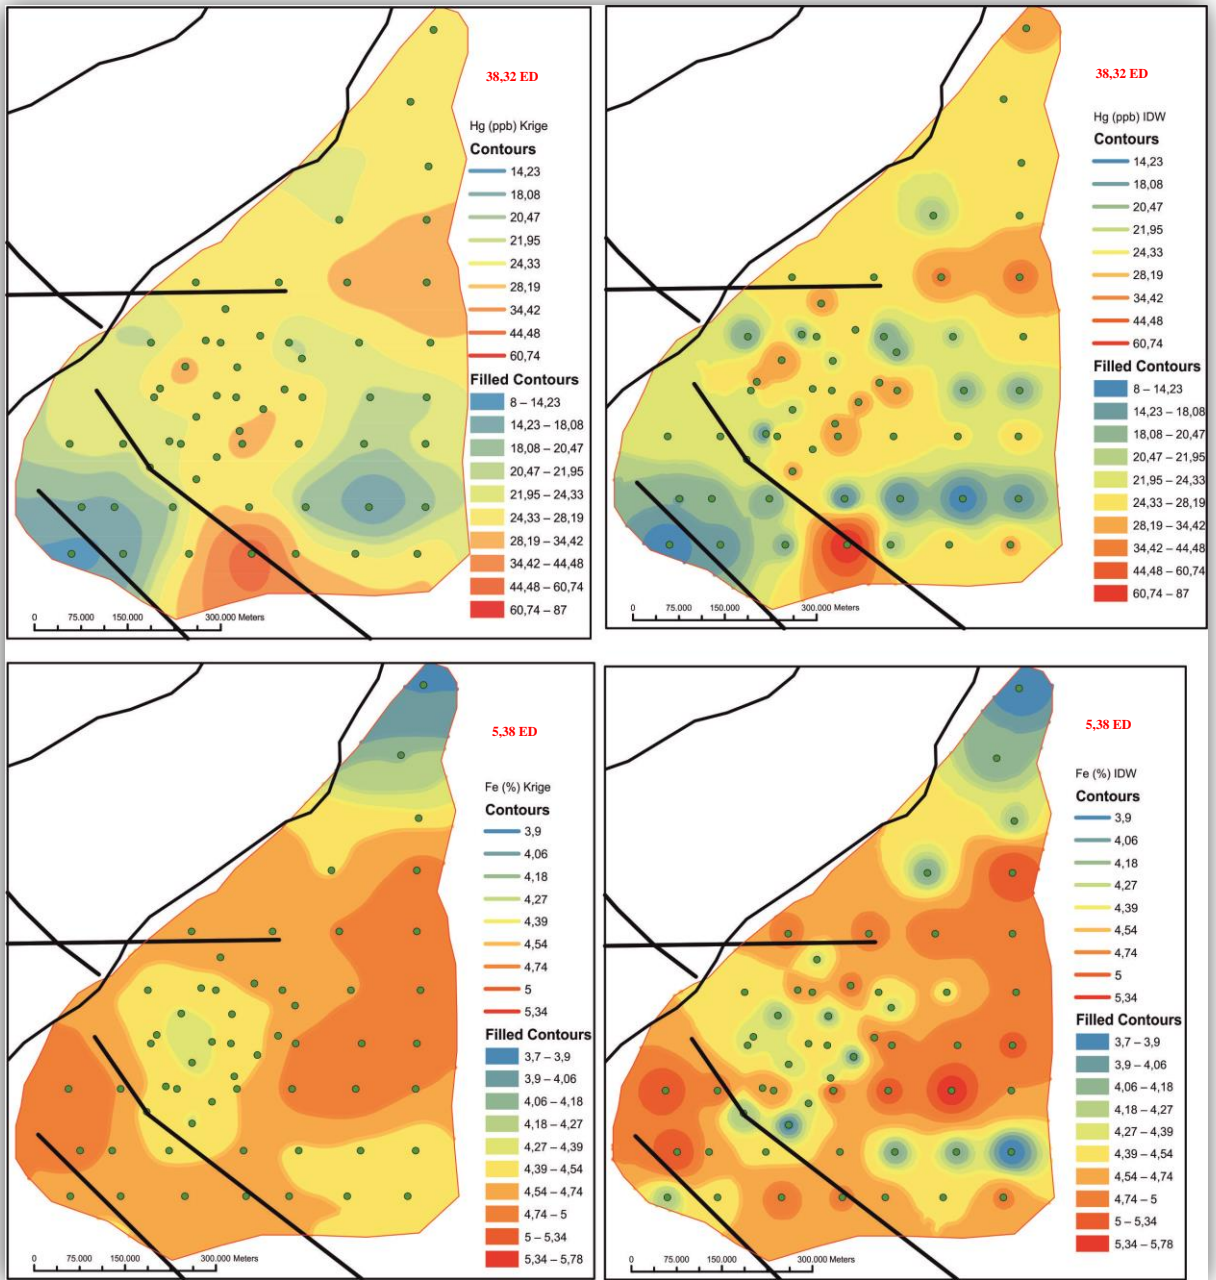 38,32 ED
Hg (ppb) Krige
Contours
14,23
18,08
20,47
21,95
24,33
28,19
34,42
44,48
60,74
Filled Contours
8 – 14,23
14,23 – 18,08
18,08 – 20,47
20,47 – 21,95
21,95 – 24,33
24,33 – 28,19
28,19 – 34,42
34,42 – 44,48
44,48 – 60,74
60,74 – 87
0 75.000 150.000 300.000 Meters
38,32 ED
Hg (ppb) IDW
Contours
14,23
18,08
20,47
21,95
24,33
28,19
34,42
44,48
60,74
Filled Contours
8 – 14,23
14,23 – 18,08
18,08 – 20,47
20,47 – 21,95
21,95 – 24,33
24,33 – 28,19
28,19 – 34,42
34,42 – 44,48
44,48 – 60,74
60,74 – 87
0 75.000 150.000 300.000 Meters
5,38 ED
Fe (%) Krige
Contours
3,9
4,06
4,18
4,27
4,39
4,54
4,74
5
5,34
Filled Contours
3,7 – 3,9
3,9 – 4,06
4,06 – 4,18
4,18 – 4,27
4,27 – 4,39
4,39 – 4,54
4,54 – 4,74
4,74 – 5
5 – 5,34
5,34 – 5,78
0 75.000 150.000 300.000 Meters
5,38 ED
Fe (%) IDW
Contours
3,9
4,06
4,18
4,27
4,39
4,54
4,74
5
5,34
Filled Contours
3,7 – 3,9
3,9 – 4,06
4,06 – 4,18
4,18 – 4,27
4,27 – 4,39
4,39 – 4,54
4,54 – 4,74
4,74 – 5
5 – 5,34
5,34 – 5,78
0 75.000 150.000 300.000 Meters